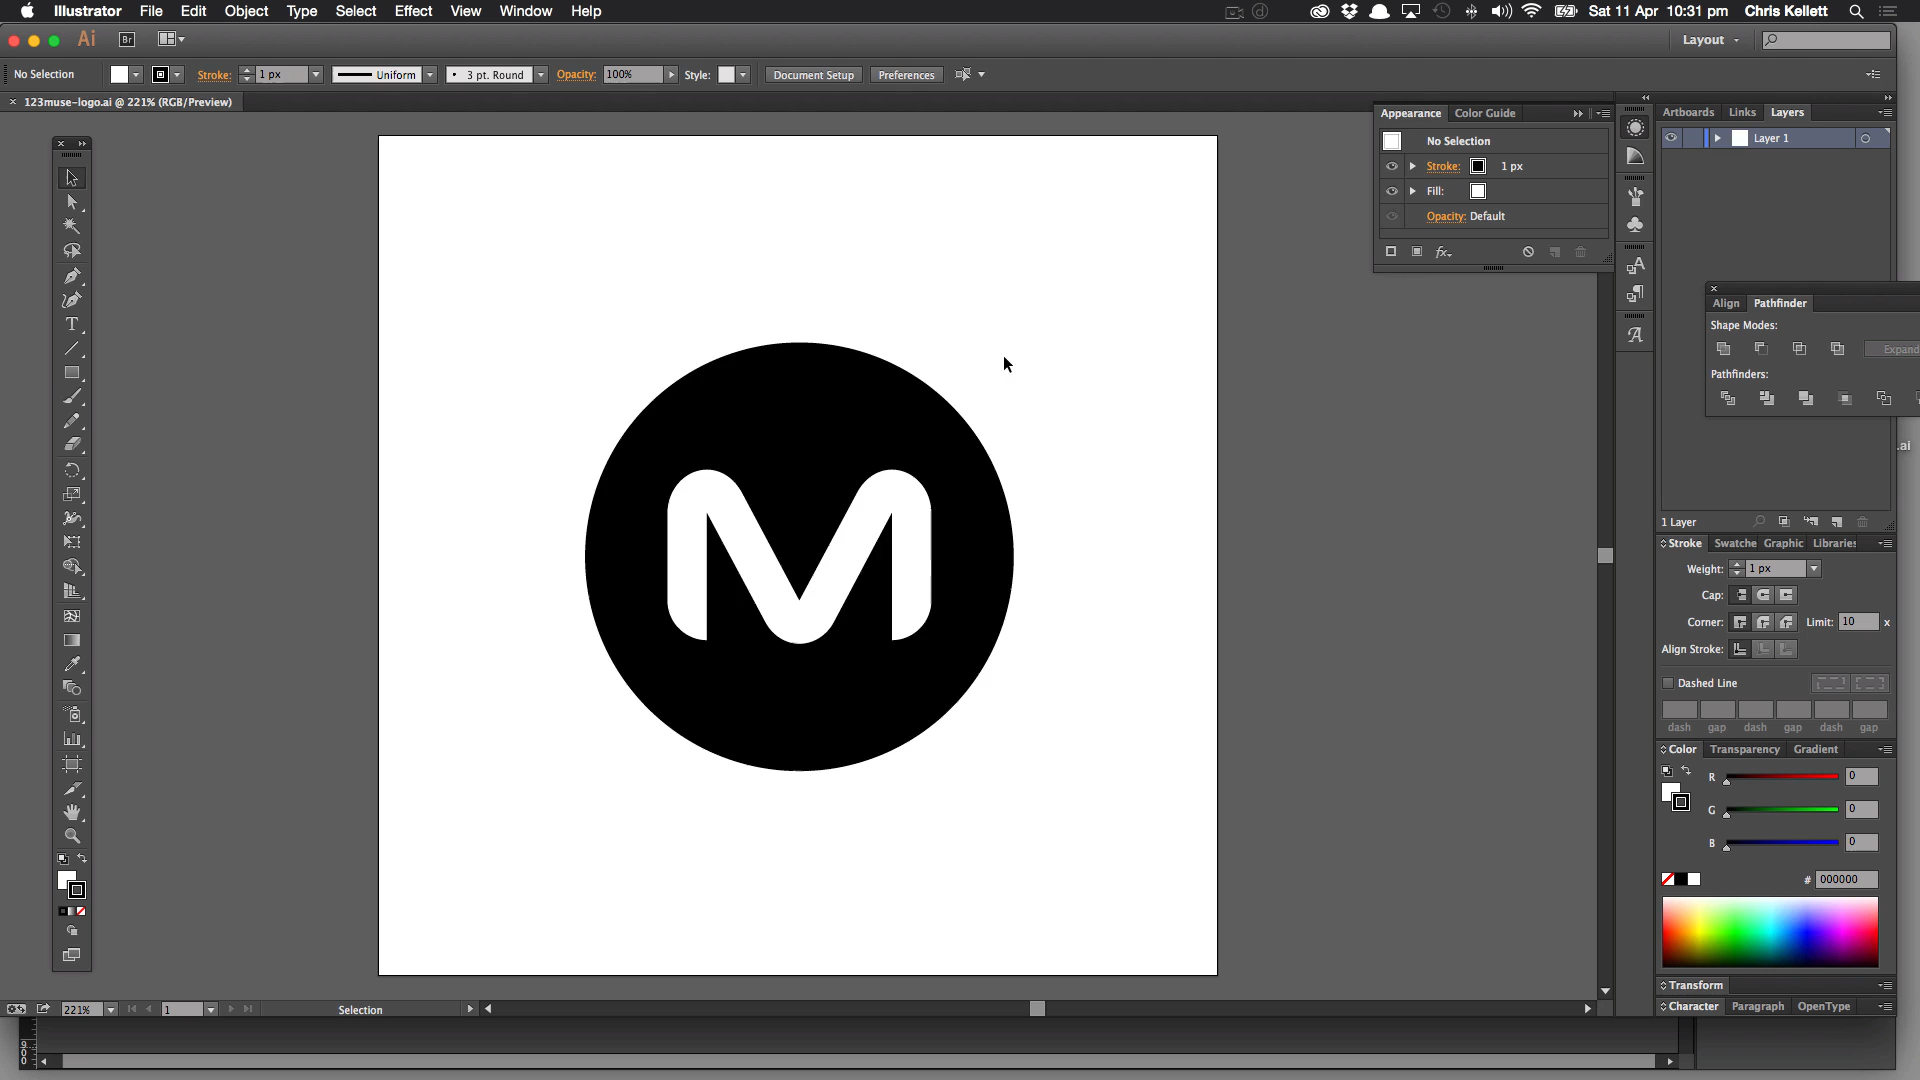 Illustrator File Edit Object Type Select Effect View Window Help Sat 11 Apr 10:31 pm Chris Kellett
Ai Br Layout
No Selection Stroke: 1 px Uniform 3 pt. Round Opacity: 100% Style: Document Setup Preferences
123muse-logo.ai @ 221% (RGB/Preview)
Appearance Color Guide
No Selection
Stroke: 1 px
Fill:
Opacity: Default
fx
Artboards Links Layers
Layer 1
Align Pathfinder
Shape Modes:
Expand
Pathfinders:
.ai
M
1 Layer
Stroke Swatche Graphic Libraries
Weight: 1 px
Cap:
Corner: Limit: 10 x
Align Stroke:
Dashed Line
dash gap dash gap dash gap
Color Transparency Gradient
R 0
G 0
B 0
# 000000
Transform
Character Paragraph OpenType
221% 1 Selection
900